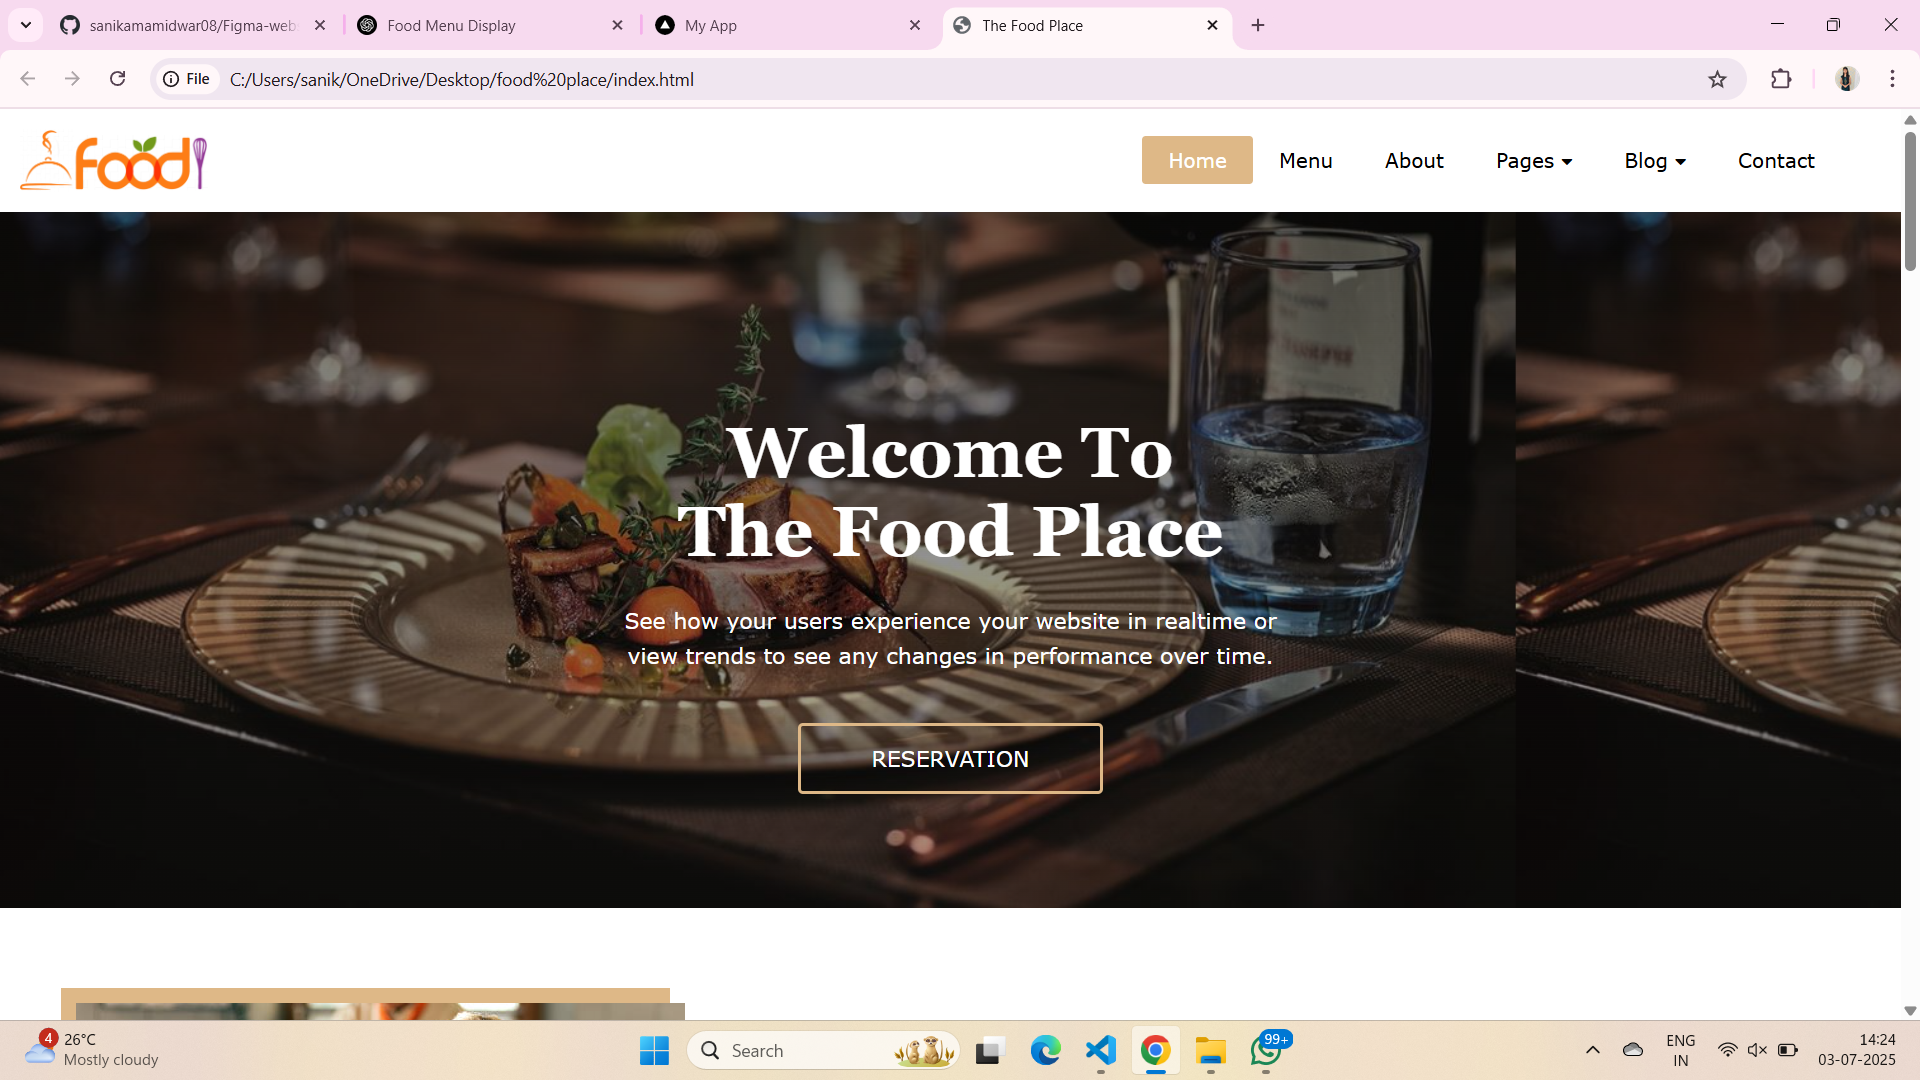 sanikamamidwar08/Figma-web
Food Menu Display
My App
The Food Place
File
C:/Users/sanik/OneDrive/Desktop/food%20place/index.html
food
Home
Menu
About
Pages
Blog
Contact
Welcome To
The Food Place
See how your users experience your website in realtime or
view trends to see any changes in performance over time.
RESERVATION
4
26°C
Mostly cloudy
Search
99+
ENG
IN
14:24
03-07-2025